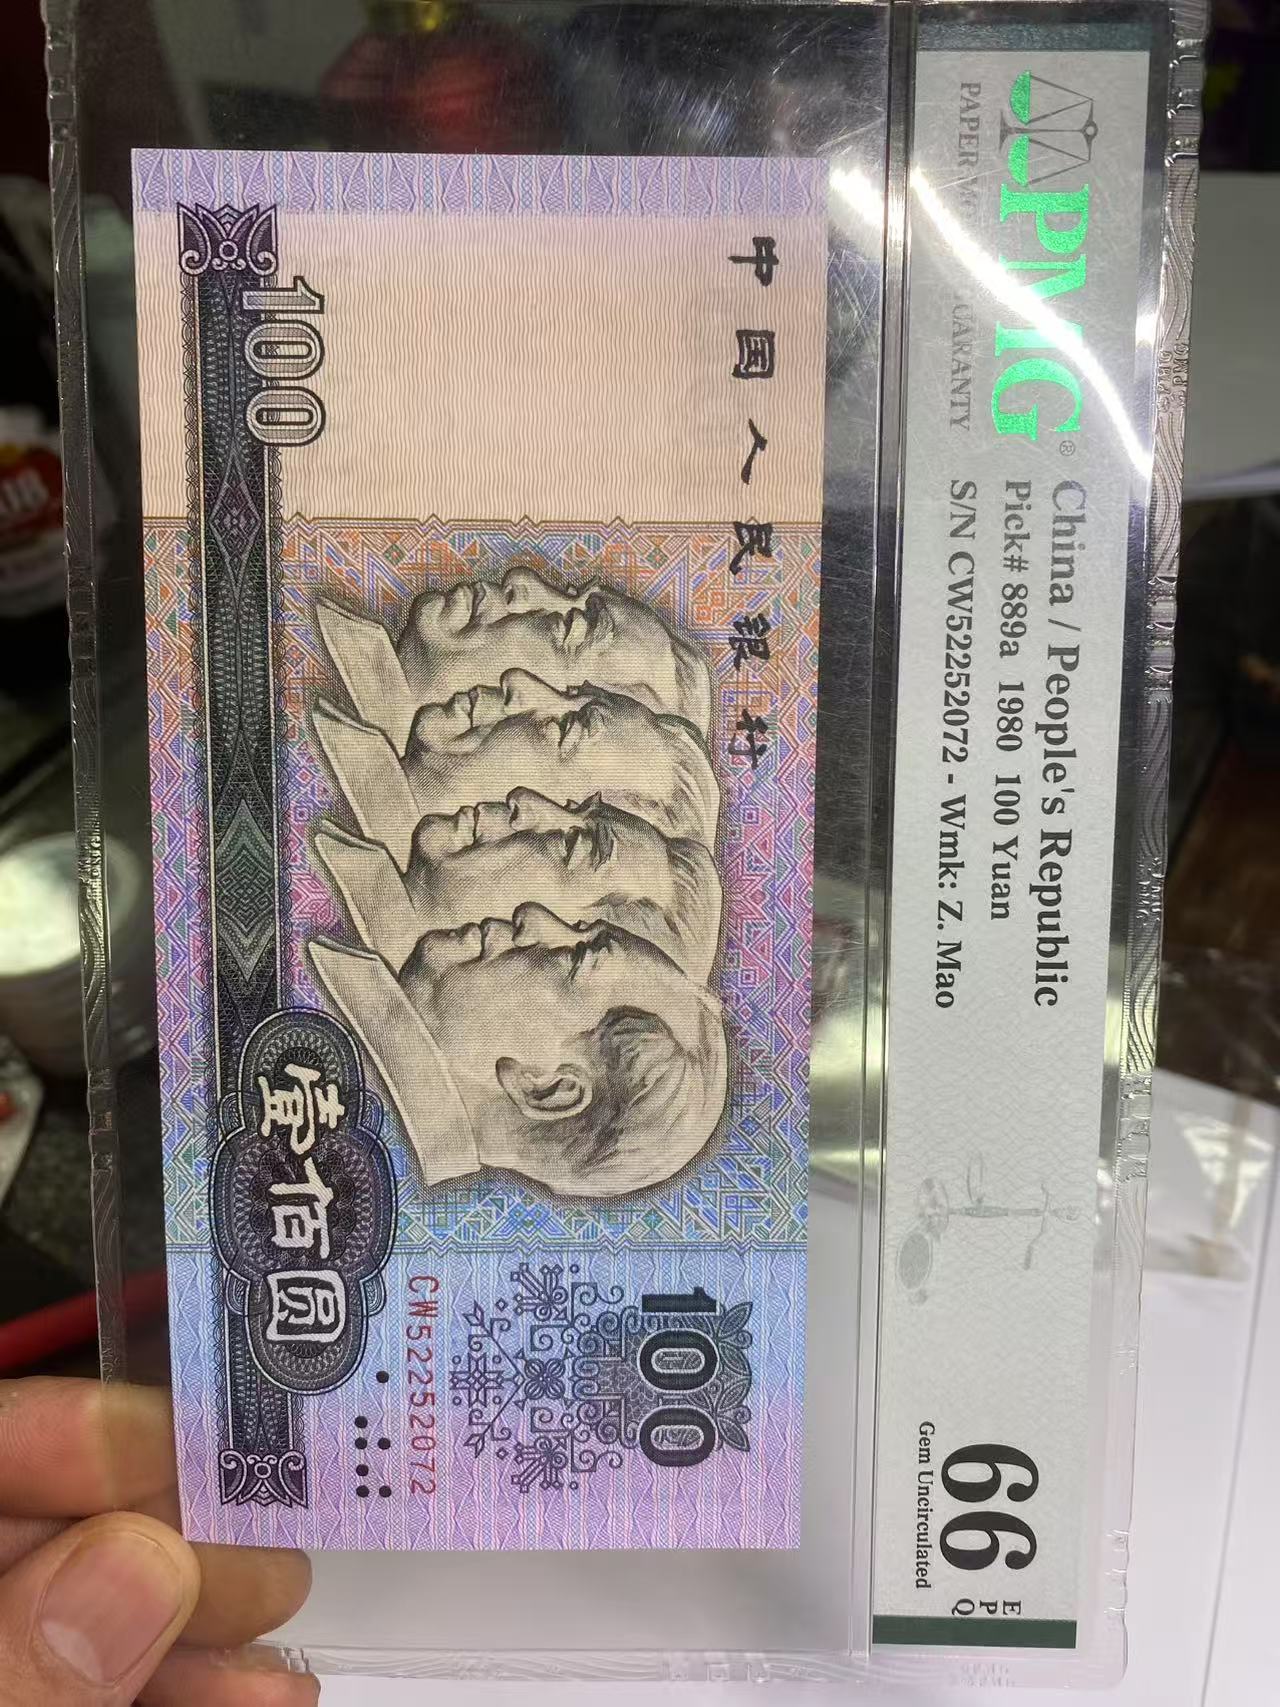 PMG®
PAPER MONEY GUARANTY
China / People's Republic
Pick# 889a 1980 100 Yuan
S/N CW52252072 - Wmk: Z. Mao
66 EPQ
Gem Uncirculated
中国人民银行
100
100
CW52252072
壹佰圆